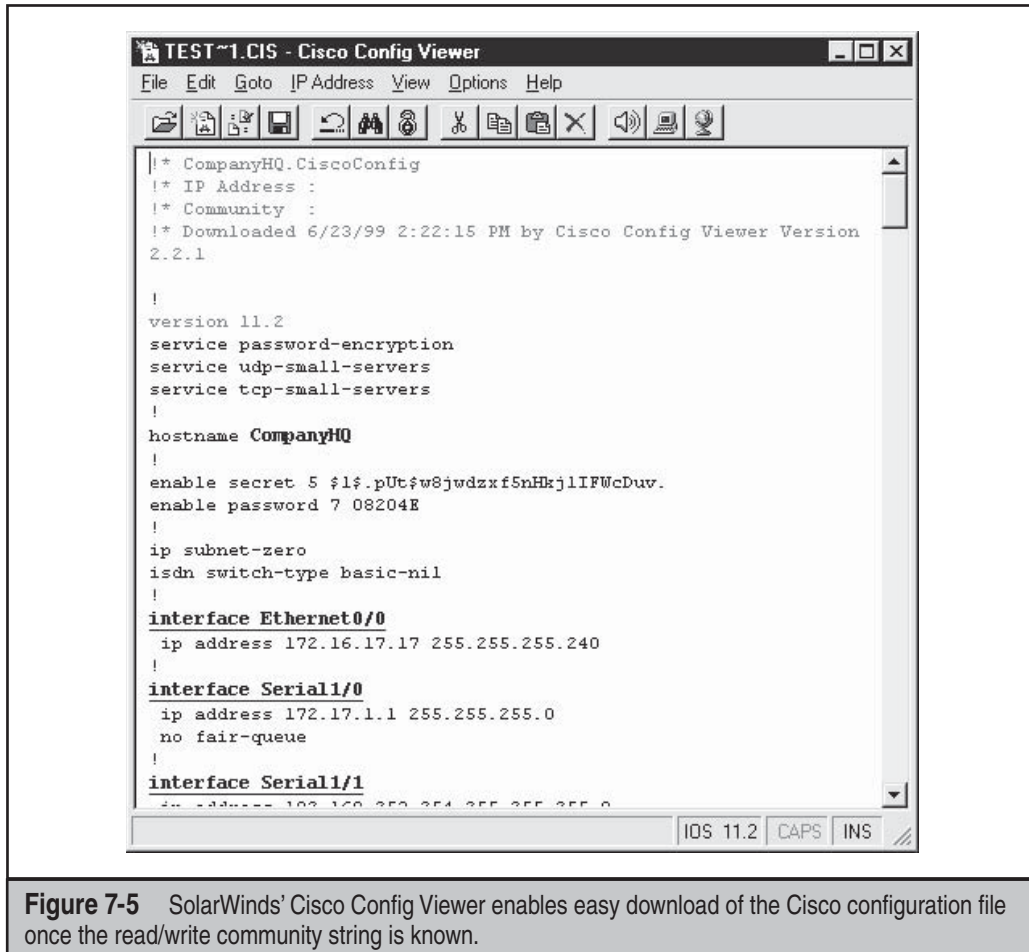 TEST~1.CIS - Cisco Config Viewer
File Edit Goto IP Address View Options Help
!* CompanyHQ.CiscoConfig
!* IP Address :
!* Community :
!* Downloaded 6/23/99 2:22:15 PM by Cisco Config Viewer Version
2.2.1
!
version 11.2
service password-encryption
service udp-small-servers
service tcp-small-servers
!
hostname CompanyHQ
!
enable secret 5 $1$.pUt$w8jwdzxf5nHkj1IFWcDuv.
enable password 7 08204E
!
ip subnet-zero
isdn switch-type basic-nil
!
interface Ethernet0/0
ip address 172.16.17.17 255.255.255.240
!
interface Serial1/0
ip address 172.17.1.1 255.255.255.0
no fair-queue
!
interface Serial1/1
ip address
IOS 11.2 CAPS INS
Figure 7-5 SolarWinds' Cisco Config Viewer enables easy download of the Cisco configuration file
once the read/write community string is known.